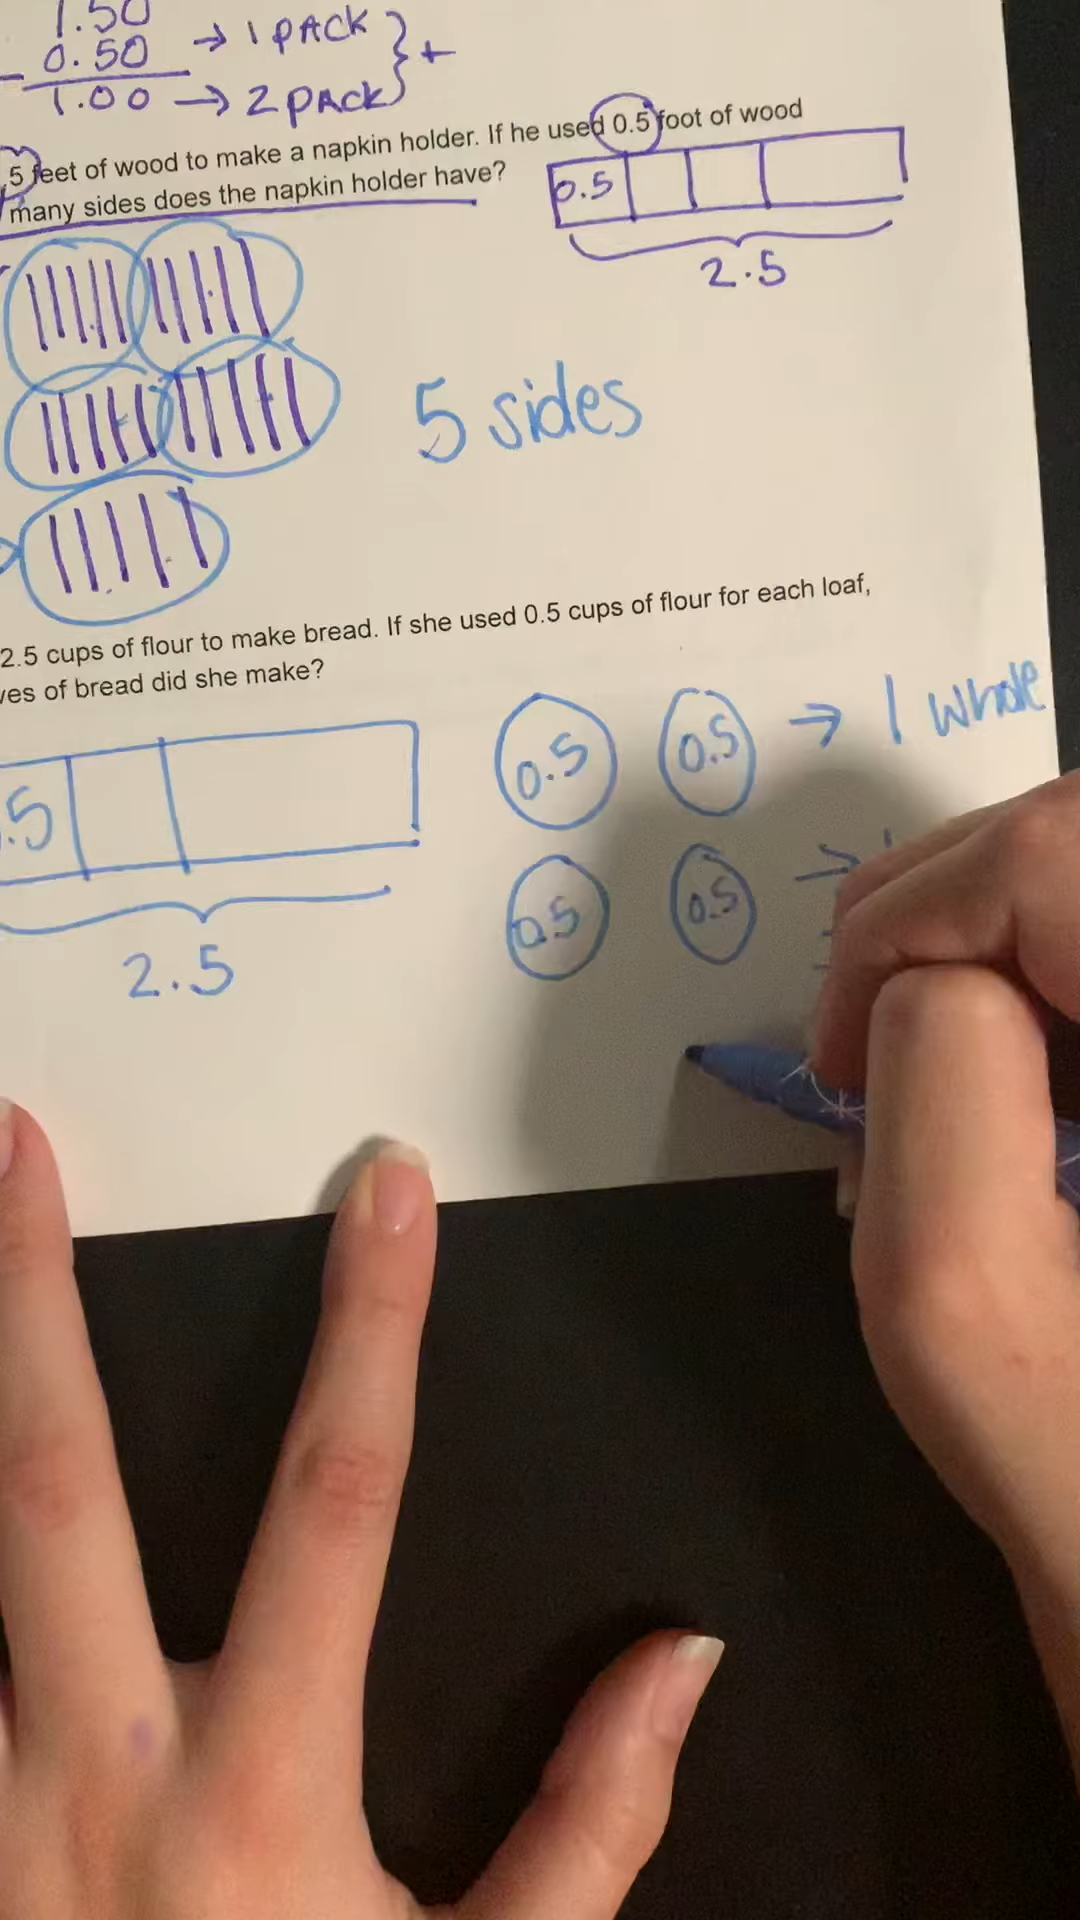 1.50
- 0.50 → 1 PACK
1.00 → 2 PACK } +
.5 feet of wood to make a napkin holder. If he used 0.5 foot of wood
many sides does the napkin holder have?
0.5
2.5
5 sides
2.5 cups of flour to make bread. If she used 0.5 cups of flour for each loaf,
ves of bread did she make?
0.5 0.5 → 1 whole
.5
0.5 0.5 →
2.5